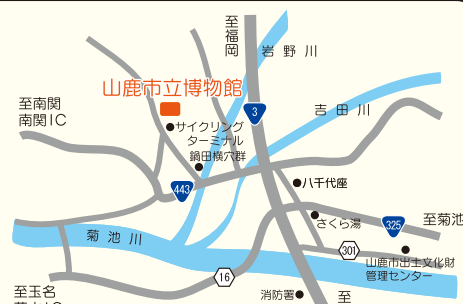 至福岡
岩野川
山鹿市立博物館
至南関
南関IC
3
吉田川
サイクリング
ターミナル
鍋田横穴群
443
八千代座
さくら湯
325
至菊池
菊池川
301
山鹿市出土文化財
管理センター
16
至玉名
消防署
至